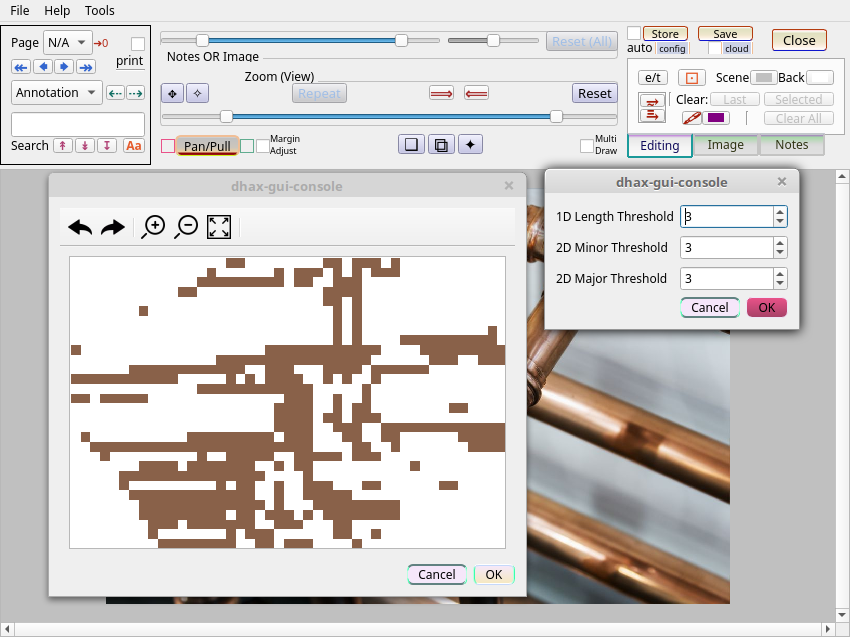 File Help Tools
Page N/A →0
print
Annotation
Search Aa
Notes OR Image
Reset (All)
Zoom (View)
Repeat
Reset
Pan/Pull
Margin
Adjust
Multi
Draw
Store Save Close
auto config cloud
e/t Scene Back
Clear: Last Selected
Clear All
Editing Image Notes
dhax-gui-console
Cancel OK
dhax-gui-console
1D Length Threshold 3
2D Minor Threshold 3
2D Major Threshold 3
Cancel OK